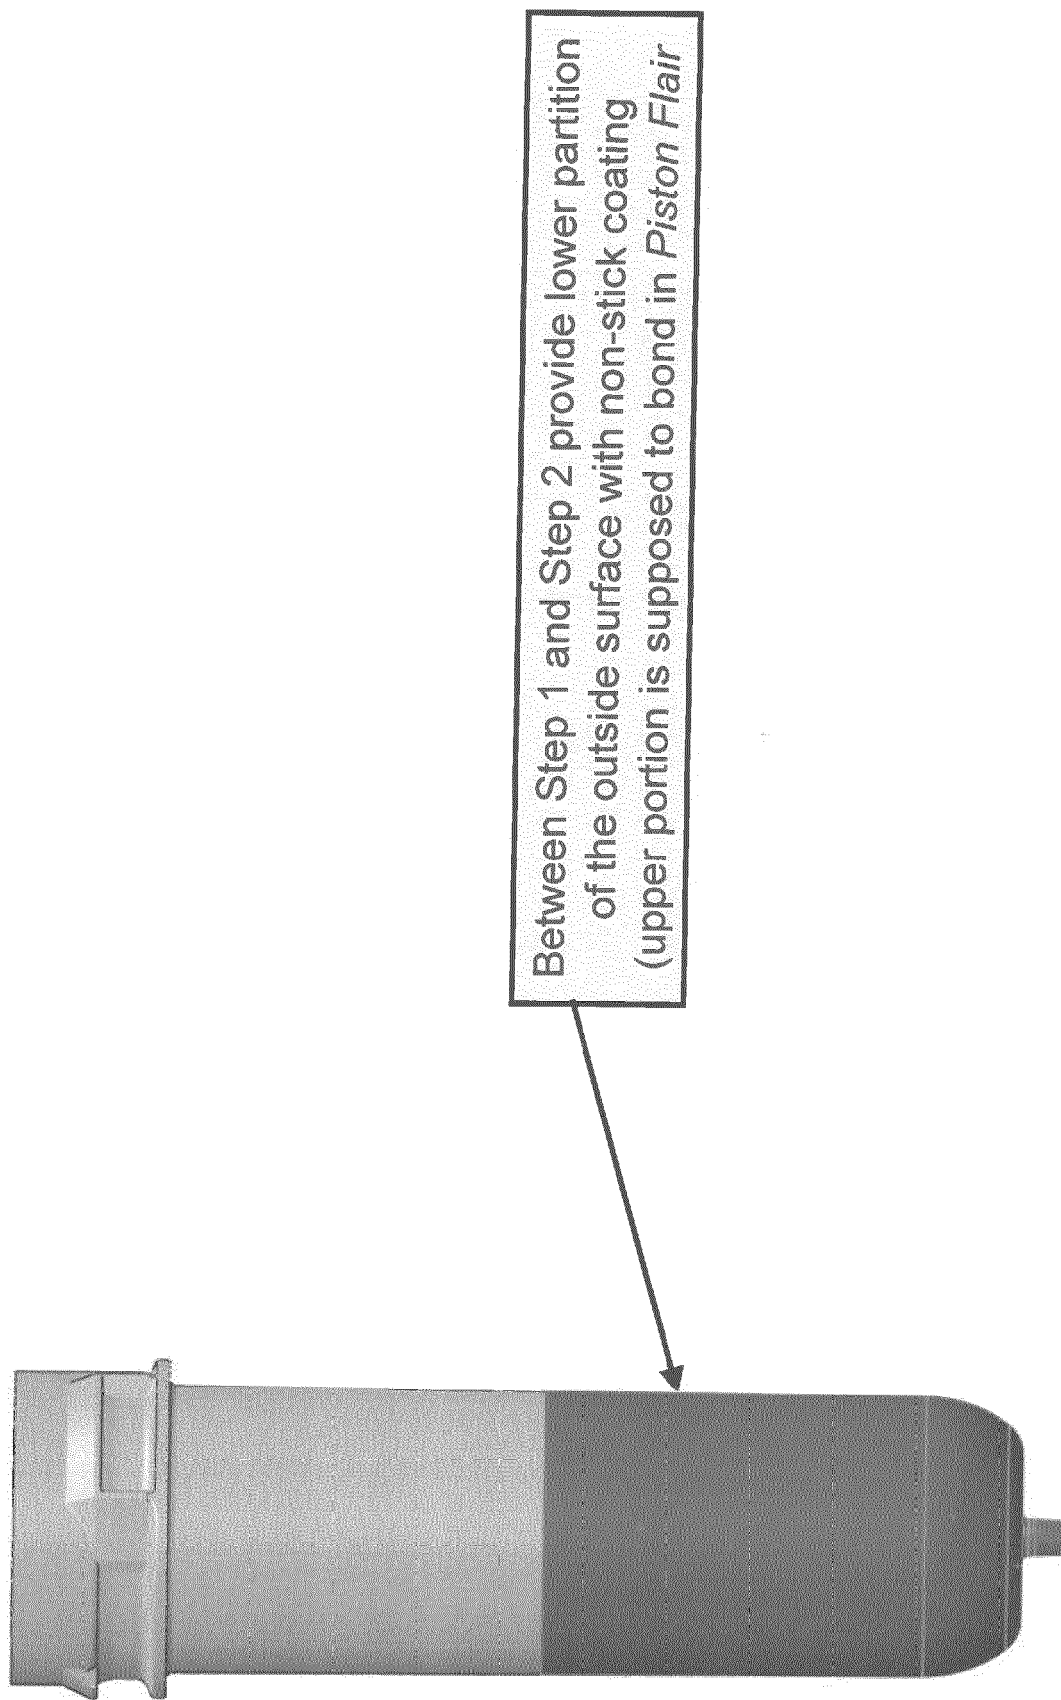 Between Step 1 and Step 2 provide lower partition
of the outside surface with non-stick coating
(upper portion is supposed to bond in Piston Flair